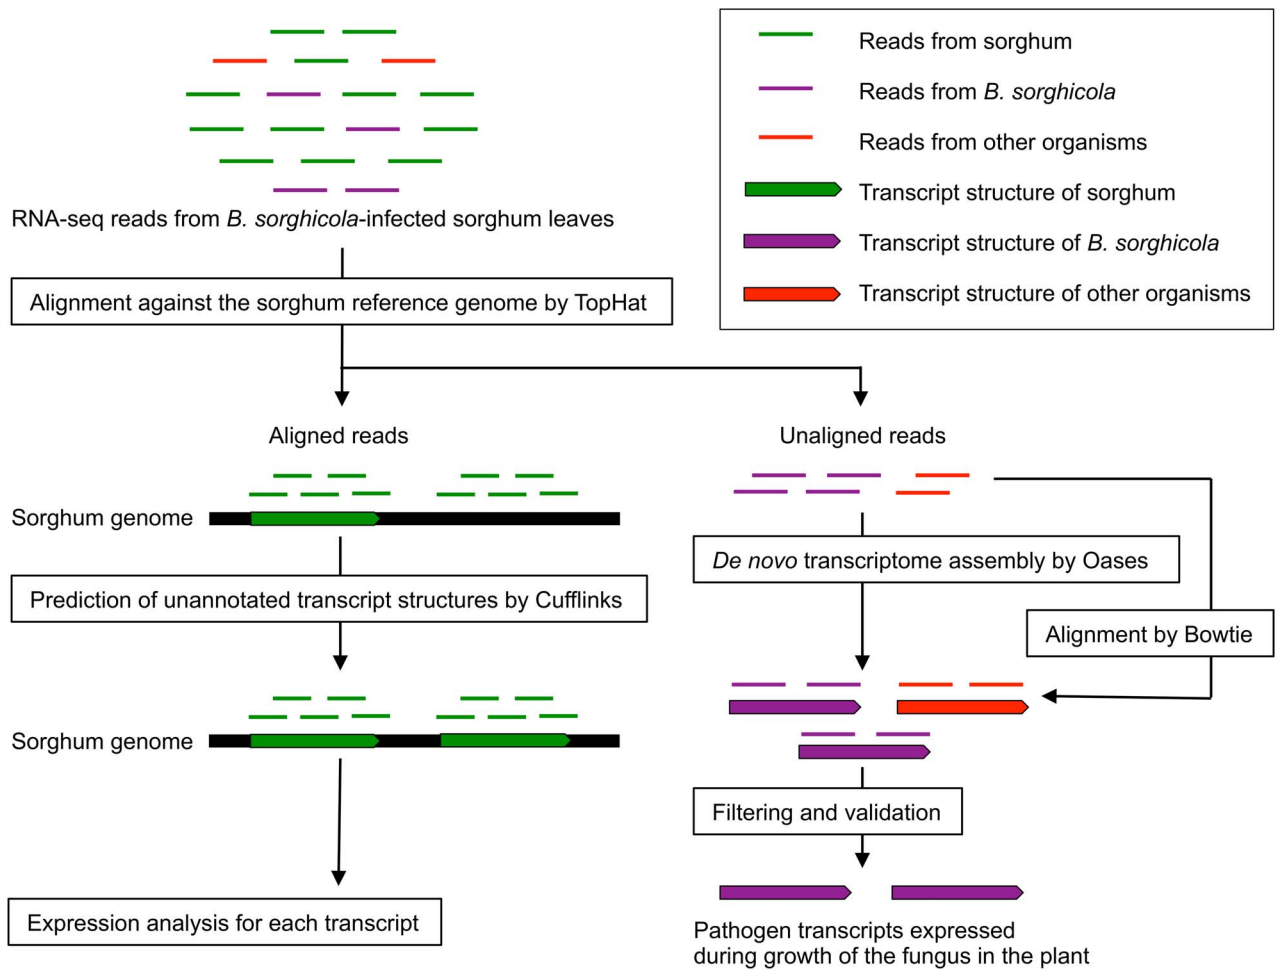 Reads from sorghum
Reads from B. sorghicola
Reads from other organisms
Transcript structure of sorghum
Transcript structure of B. sorghicola
Transcript structure of other organisms
RNA-seq reads from B. sorghicola-infected sorghum leaves
Alignment against the sorghum reference genome by TopHat
Aligned reads
Sorghum genome
Prediction of unannotated transcript structures by Cufflinks
Sorghum genome
Expression analysis for each transcript
Unaligned reads
De novo transcriptome assembly by Oases
Alignment by Bowtie
Filtering and validation
Pathogen transcripts expressed
during growth of the fungus in the plant